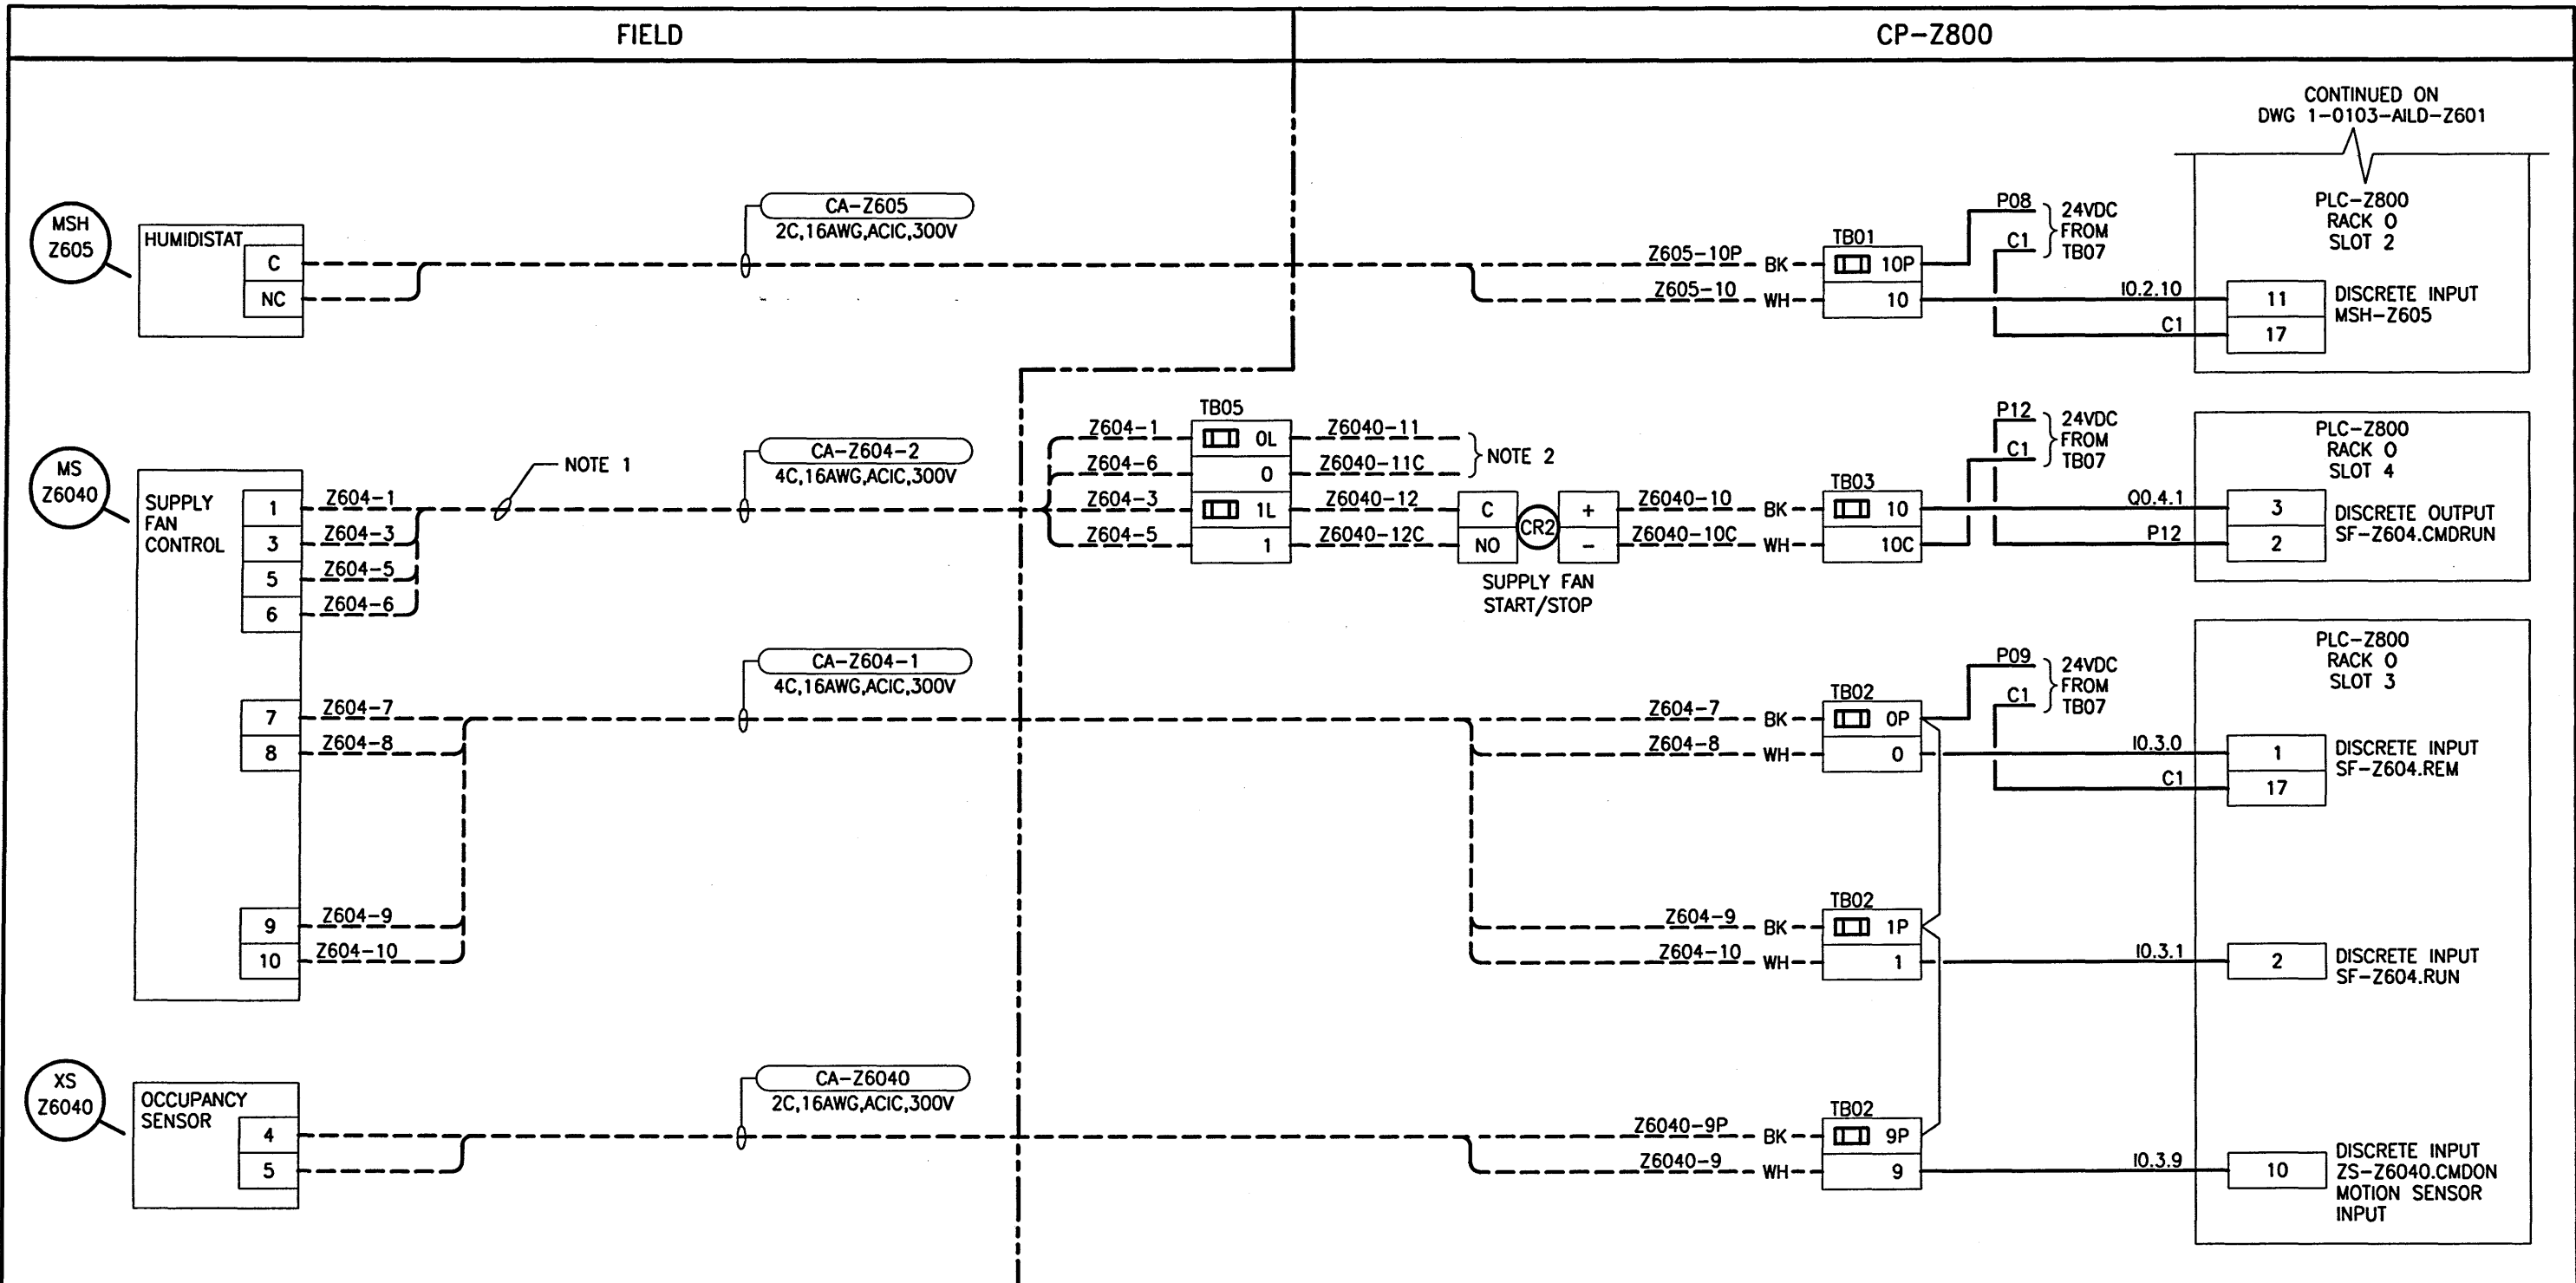 FIELD
CP-Z800
CONTINUED ON
DWG 1-0103-AILD-Z601
MSH
Z605
HUMIDISTAT
C
NC
CA-Z605
2C,16AWG,ACIC,300V
Z605-10P
BK
Z605-10
WH
TB01
10P
10
P08
C1
24VDC
FROM
TB07
I0.2.10
C1
PLC-Z800
RACK 0
SLOT 2
11
17
DISCRETE INPUT
MSH-Z605
MS
Z6040
SUPPLY
FAN
CONTROL
1
3
5
6
Z604-1
Z604-3
Z604-5
Z604-6
NOTE 1
CA-Z604-2
4C,16AWG,ACIC,300V
Z604-1
Z604-6
Z604-3
Z604-5
TB05
0L
0
1L
1
Z6040-11
Z6040-11C
NOTE 2
Z6040-12
Z6040-12C
C
NO
CR2
+
-
SUPPLY FAN
START/STOP
Z6040-10
BK
Z6040-10C
WH
TB03
10
10C
P12
C1
24VDC
FROM
TB07
Q0.4.1
P12
PLC-Z800
RACK 0
SLOT 4
3
2
DISCRETE OUTPUT
SF-Z604.CMDRUN
7
8
Z604-7
Z604-8
CA-Z604-1
4C,16AWG,ACIC,300V
Z604-7
BK
Z604-8
WH
TB02
0P
0
P09
C1
24VDC
FROM
TB07
I0.3.0
C1
PLC-Z800
RACK 0
SLOT 3
1
17
DISCRETE INPUT
SF-Z604.REM
9
10
Z604-9
Z604-10
Z604-9
BK
Z604-10
WH
TB02
1P
1
I0.3.1
2
DISCRETE INPUT
SF-Z604.RUN
XS
Z6040
OCCUPANCY
SENSOR
4
5
CA-Z6040
2C,16AWG,ACIC,300V
Z6040-9P
BK
Z6040-9
WH
TB02
9P
9
I0.3.9
10
DISCRETE INPUT
ZS-Z6040.CMDON
MOTION SENSOR
INPUT